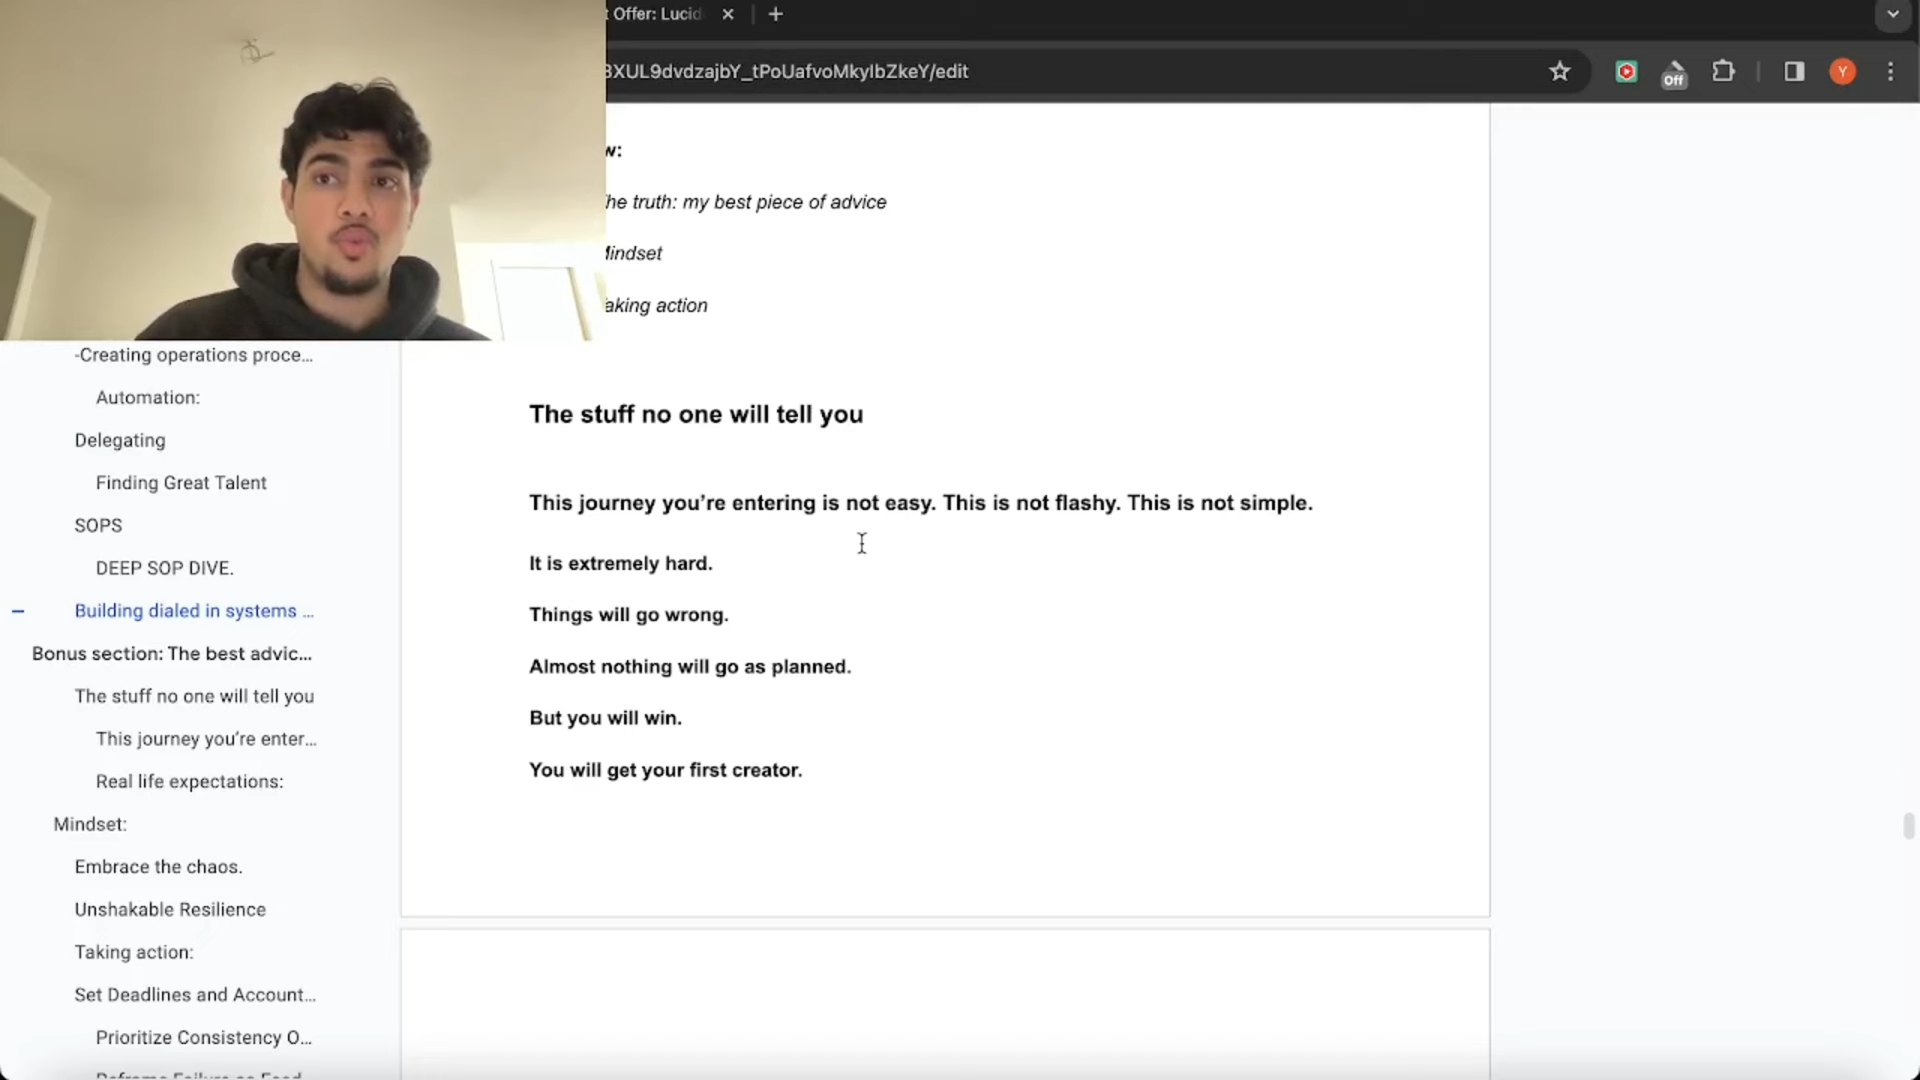 t Offer: Lucid
3XUL9dvdzajbY_tPoUafvoMkylbZkeY/edit
Off
Y
w:
he truth: my best piece of advice
indset
aking action
-Creating operations proce...
Automation:
Delegating
Finding Great Talent
SOPS
DEEP SOP DIVE.
Building dialed in systems ...
Bonus section: The best advic...
The stuff no one will tell you
This journey you’re enter...
Real life expectations:
Mindset:
Embrace the chaos.
Unshakable Resilience
Taking action:
Set Deadlines and Account...
Prioritize Consistency O...
The stuff no one will tell you
This journey you’re entering is not easy. This is not flashy. This is not simple.
It is extremely hard.
Things will go wrong.
Almost nothing will go as planned.
But you will win.
You will get your first creator.